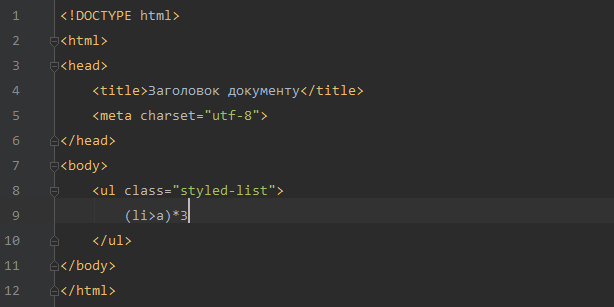 1 <!DOCTYPE html>
2 <html>
3 <head>
4 <title>Заголовок документу</title>
5 <meta charset="utf-8">
6 </head>
7 <body>
8 <ul class="styled-list">
9 (li>a)*3
10 </ul>
11 </body>
12 </html>